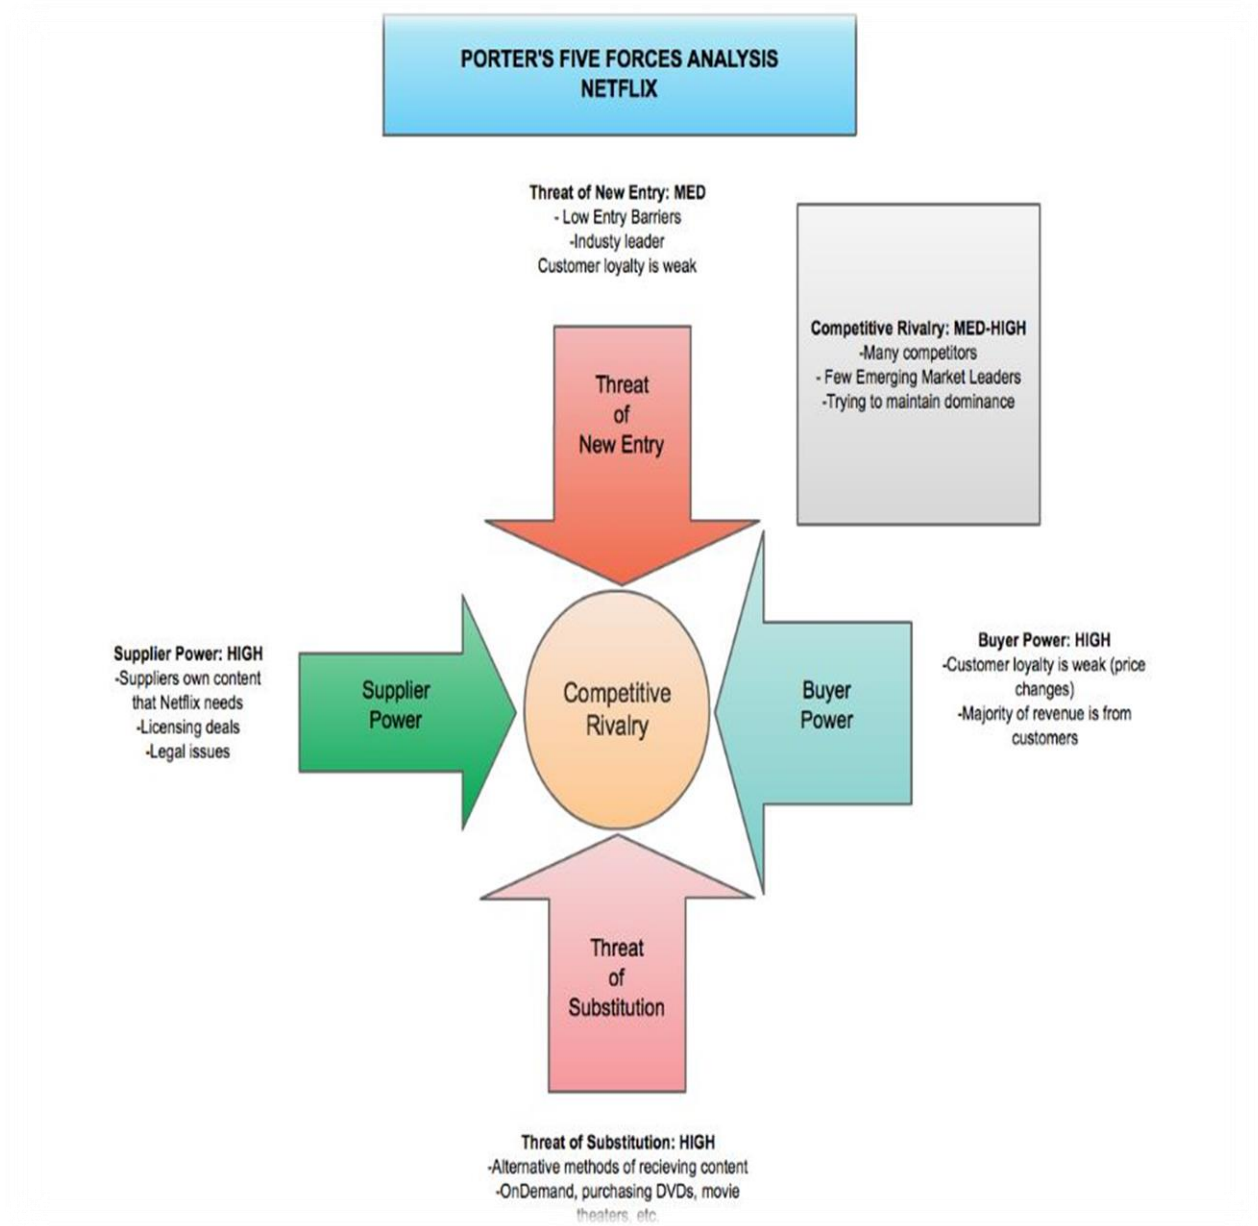 PORTER'S FIVE FORCES ANALYSIS
NETFLIX
Threat of New Entry: MED
- Low Entry Barriers
-Industy leader
Customer loyalty is weak
Competitive Rivalry: MED-HIGH
-Many competitors
- Few Emerging Market Leaders
-Trying to maintain dominance
Threat
of
New Entry
Supplier Power: HIGH
-Suppliers own content
that Netflix needs
-Licensing deals
-Legal issues
Supplier
Power
Competitive
Rivalry
Buyer
Power
Buyer Power: HIGH
-Customer loyalty is weak (price
changes)
-Majority of revenue is from
customers
Threat
of
Substitution
Threat of Substitution: HIGH
-Alternative methods of recieving content
-OnDemand, purchasing DVDs, movie
theaters, etc.